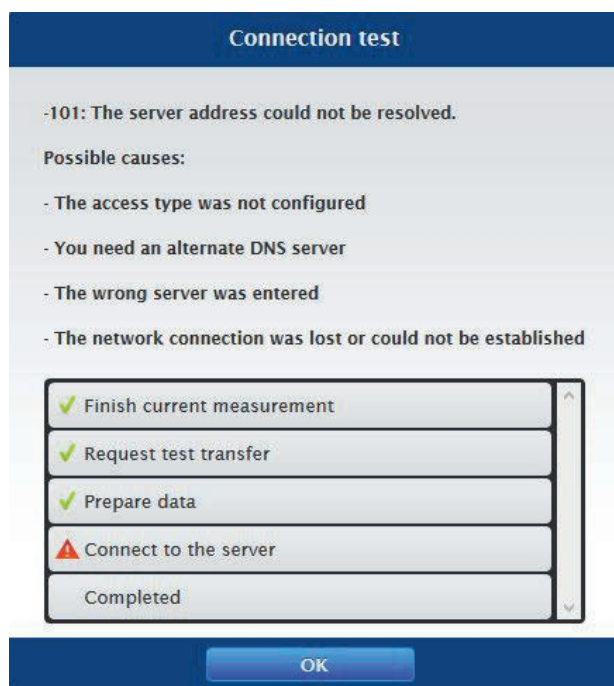 Connection test
-101: The server address could not be resolved.
Possible causes:
- The access type was not configured
- You need an alternate DNS server
- The wrong server was entered
- The network connection was lost or could not be established
Finish current measurement
Request test transfer
Prepare data
Connect to the server
Completed
OK